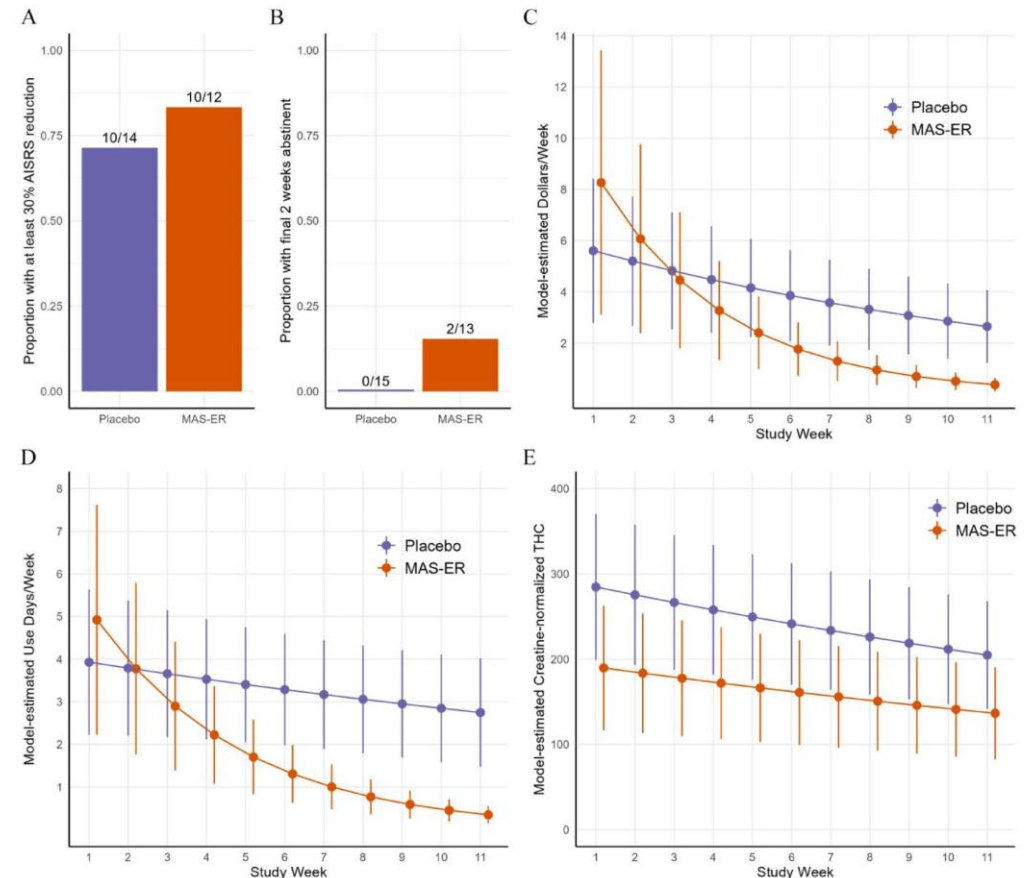 A
Proportion with at least 30% AISRS reduction
1.00
0.75
0.50
0.25
0.00
10/14
10/12
Placebo
MAS-ER
B
Proportion with final 2 weeks abstinent
1.00
0.75
0.50
0.25
0.00
0/15
2/13
Placebo
MAS-ER
C
Model-estimated Dollars/Week
14
12
10
8
6
4
2
Placebo
MAS-ER
1 2 3 4 5 6 7 8 9 10 11
Study Week
D
Model-estimated Use Days/Week
8
7
6
5
4
3
2
1
Placebo
MAS-ER
1 2 3 4 5 6 7 8 9 10 11
Study Week
E
Model-estimated Creatine-normalized THC
400
300
200
100
0
Placebo
MAS-ER
1 2 3 4 5 6 7 8 9 10 11
Study Week